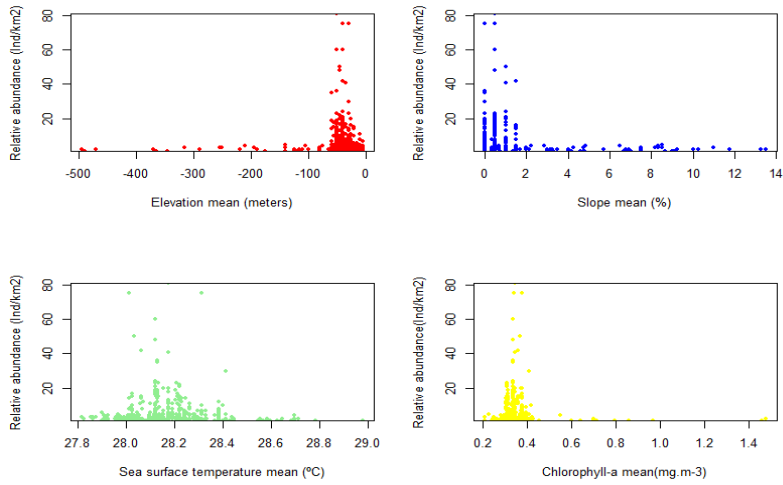 Relative abundance (Ind/km2)
20 40 60 80
-500 -400 -300 -200 -100 0
Elevation mean (meters)
Relative abundance (Ind/km2)
20 40 60 80
0 2 4 6 8 10 12 14
Slope mean (%)
Relative abundance (Ind/km2)
20 40 60 80
27.8 28.0 28.2 28.4 28.6 28.8 29.0
Sea surface temperature mean (ºC)
Relative abundance(Ind/km2)
20 40 60 80
0.2 0.4 0.6 0.8 1.0 1.2 1.4
Chlorophyll-a mean(mg.m-3)